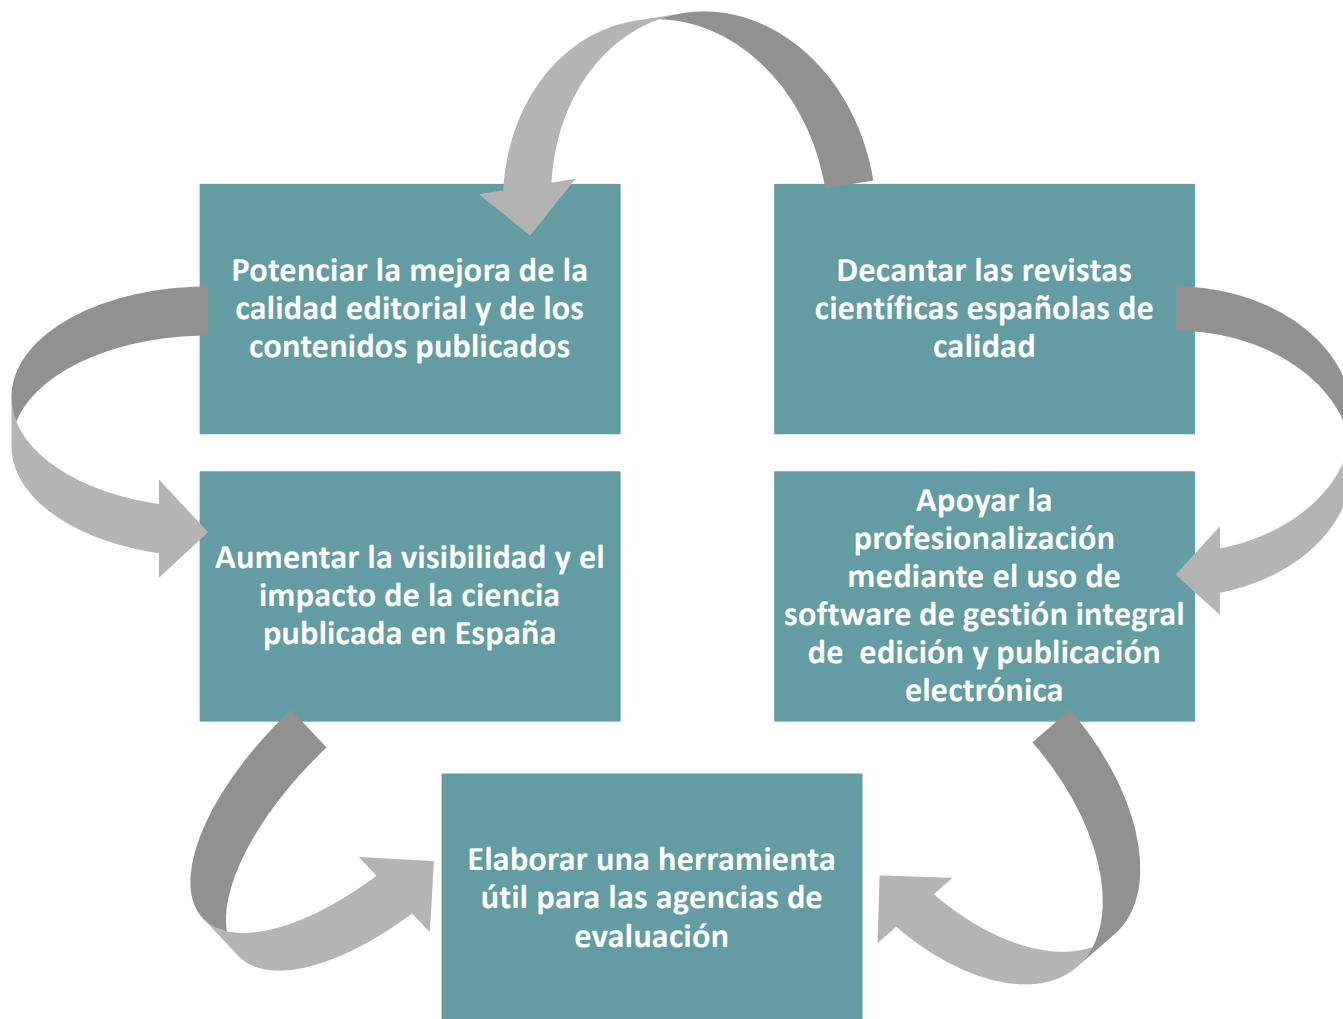 Potenciar la mejora de la
calidad editorial y de los
contenidos publicados
Decantar las revistas
científicas españolas de
calidad
Aumentar la visibilidad y el
impacto de la ciencia
publicada en España
Apoyar la
profesionalización
mediante el uso de
software de gestión integral
de  edición y publicación
electrónica
Elaborar una herramienta
útil para las agencias de
evaluación